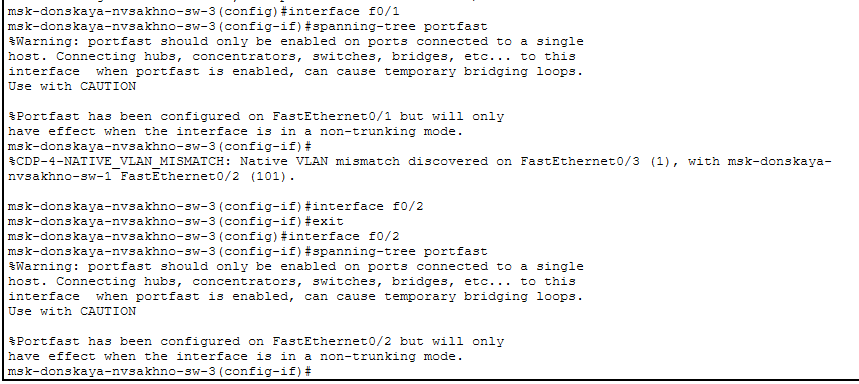 msk-donskaya-nvsakhno-sw-3(config)#interface f0/1
msk-donskaya-nvsakhno-sw-3(config-if)#spanning-tree portfast
%Warning: portfast should only be enabled on ports connected to a single
host. Connecting hubs, concentrators, switches, bridges, etc... to this
interface  when portfast is enabled, can cause temporary bridging loops.
Use with CAUTION

%Portfast has been configured on FastEthernet0/1 but will only
have effect when the interface is in a non-trunking mode.
msk-donskaya-nvsakhno-sw-3(config-if)#
%CDP-4-NATIVE_VLAN_MISMATCH: Native VLAN mismatch discovered on FastEthernet0/3 (1), with msk-donskaya-
nvsakhno-sw-1 FastEthernet0/2 (101).

msk-donskaya-nvsakhno-sw-3(config-if)#interface f0/2
msk-donskaya-nvsakhno-sw-3(config-if)#exit
msk-donskaya-nvsakhno-sw-3(config)#interface f0/2
msk-donskaya-nvsakhno-sw-3(config-if)#spanning-tree portfast
%Warning: portfast should only be enabled on ports connected to a single
host. Connecting hubs, concentrators, switches, bridges, etc... to this
interface  when portfast is enabled, can cause temporary bridging loops.
Use with CAUTION

%Portfast has been configured on FastEthernet0/2 but will only
have effect when the interface is in a non-trunking mode.
msk-donskaya-nvsakhno-sw-3(config-if)#